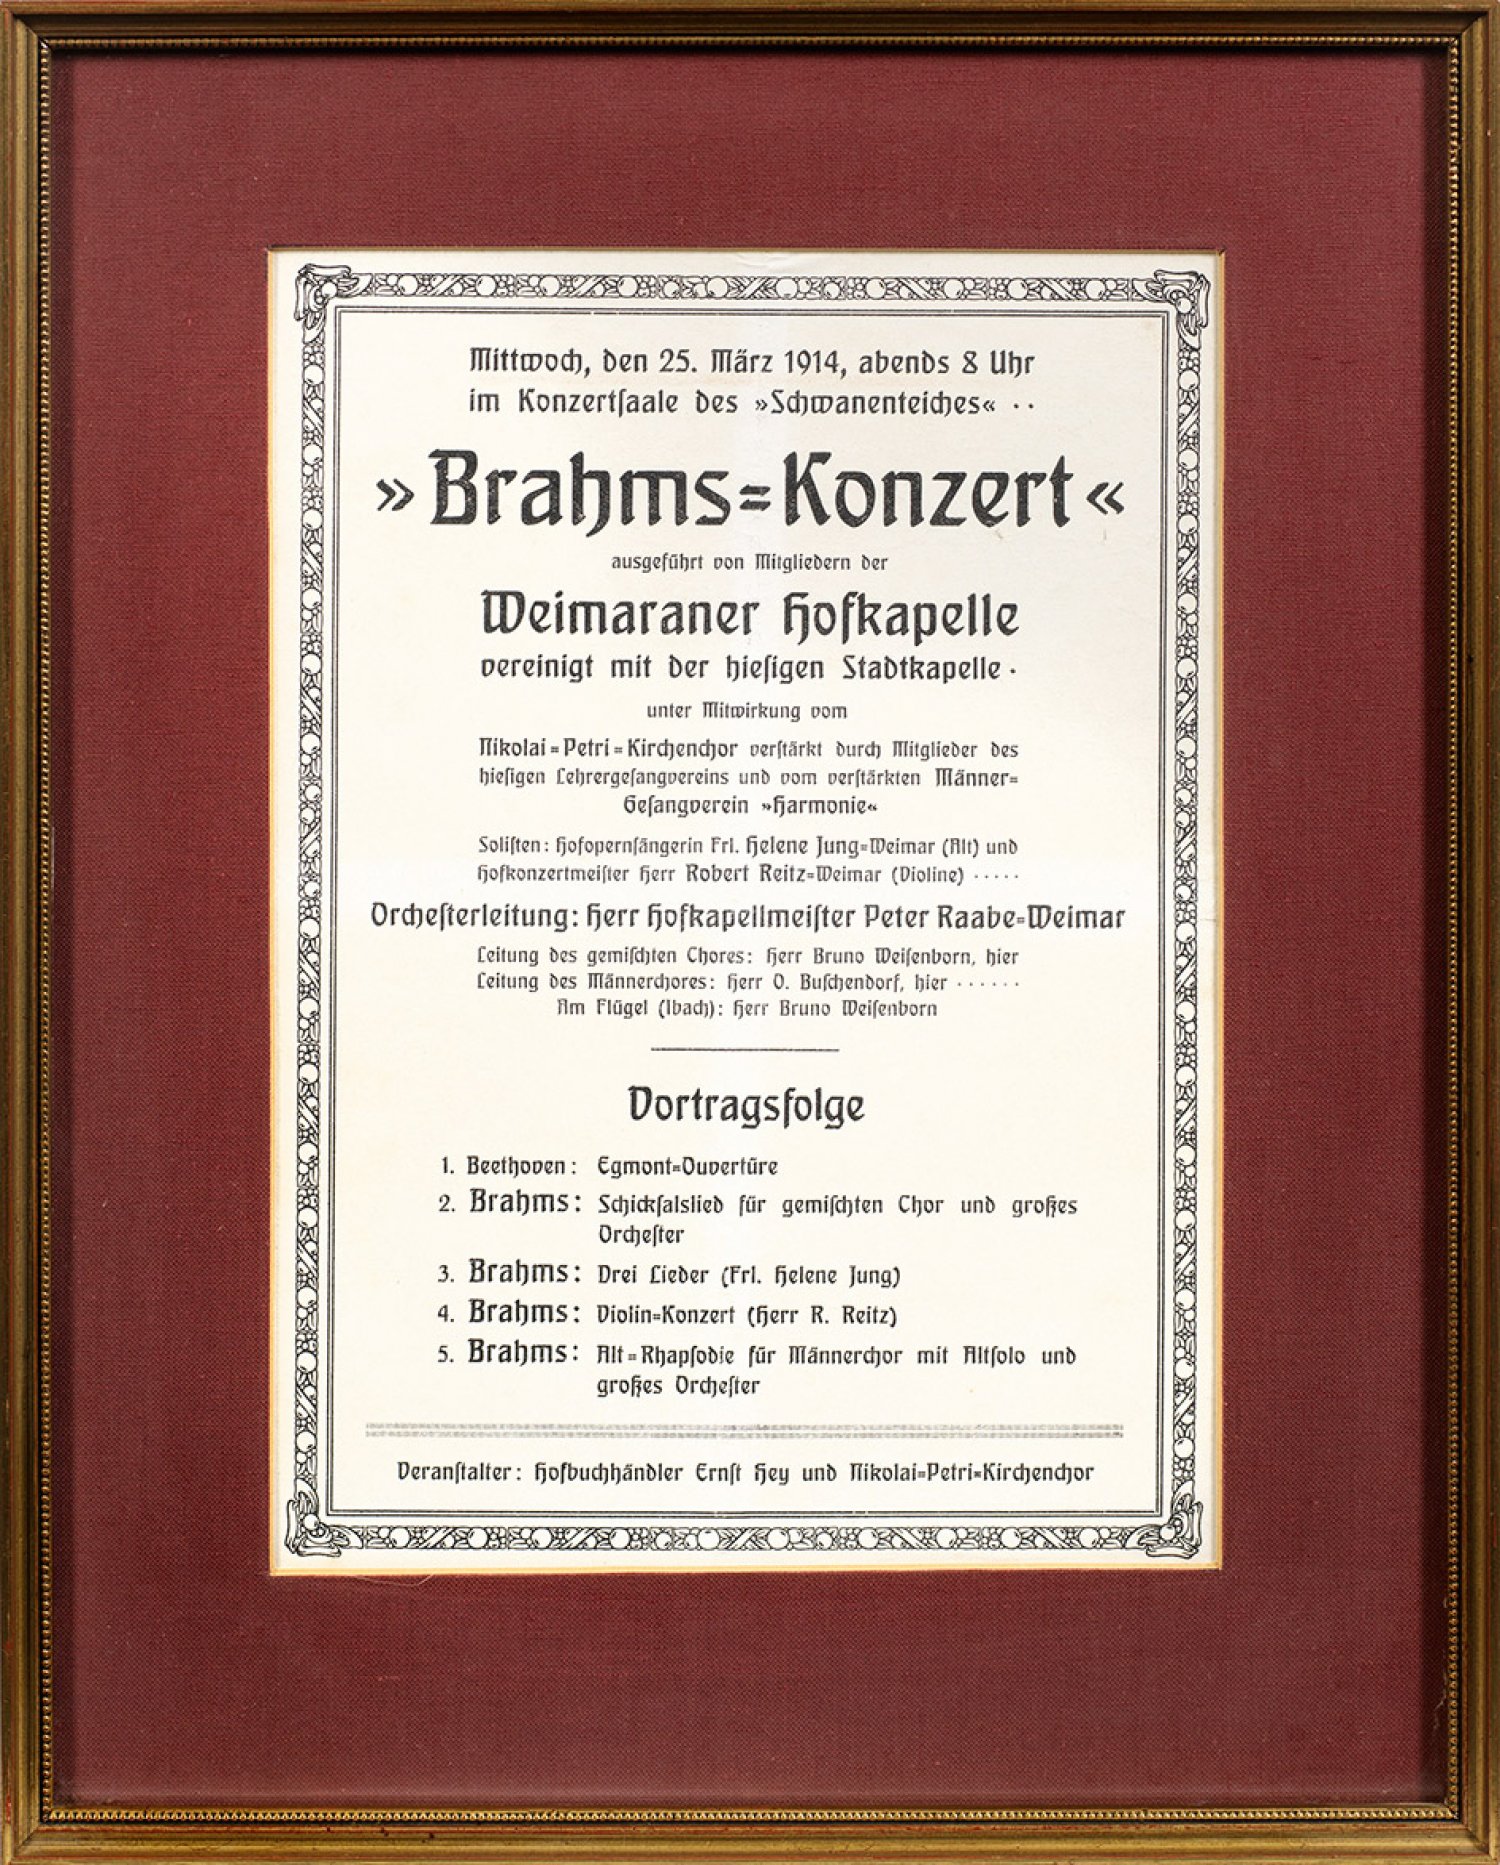 Mittwoch, den 25. März 1914, abends 8 Uhr
im Konzertſaale des »Schwanenteiches« · ·
»Brahms=Konzert«
ausgeführt von Mitgliedern der
Weimaraner Hofkapelle
vereinigt mit der hieſigen Stadtkapelle ·
unter Mitwirkung vom
Nikolai=Petri=Kirchenchor verſtärkt durch Mitglieder des
hieſigen Lehrergeſangvereins und vom verſtärkten Männer=
Geſangverein »Harmonie«
Soliſten: Hofopernſängerin Frl. Helene Jung=Weimar (Alt) und
Hofkonzertmeiſter Herr Robert Reitz=Weimar (Violine) · · · · ·
Orcheſterleitung: Herr Hofkapellmeiſter Peter Raabe=Weimar
Leitung des gemiſchten Chores: Herr Bruno Weiſenborn, hier
Leitung des Männerchores: Herr O. Buſchendorf, hier · · · · · ·
Am Flügel (Ibach): Herr Bruno Weiſenborn
Vortragsfolge
1. Beethoven: Egmont=Ouvertüre
2. Brahms: Schickſalslied für gemiſchten Chor und großes
Orcheſter
3. Brahms: Drei Lieder (Frl. Helene Jung)
4. Brahms: Violin=Konzert (Herr R. Reitz)
5. Brahms: Alt=Rhapſodie für Männerchor mit Altſolo und
großes Orcheſter
Veranſtalter: Hofbuchhändler Ernſt Hey und Nikolai=Petri=Kirchenchor